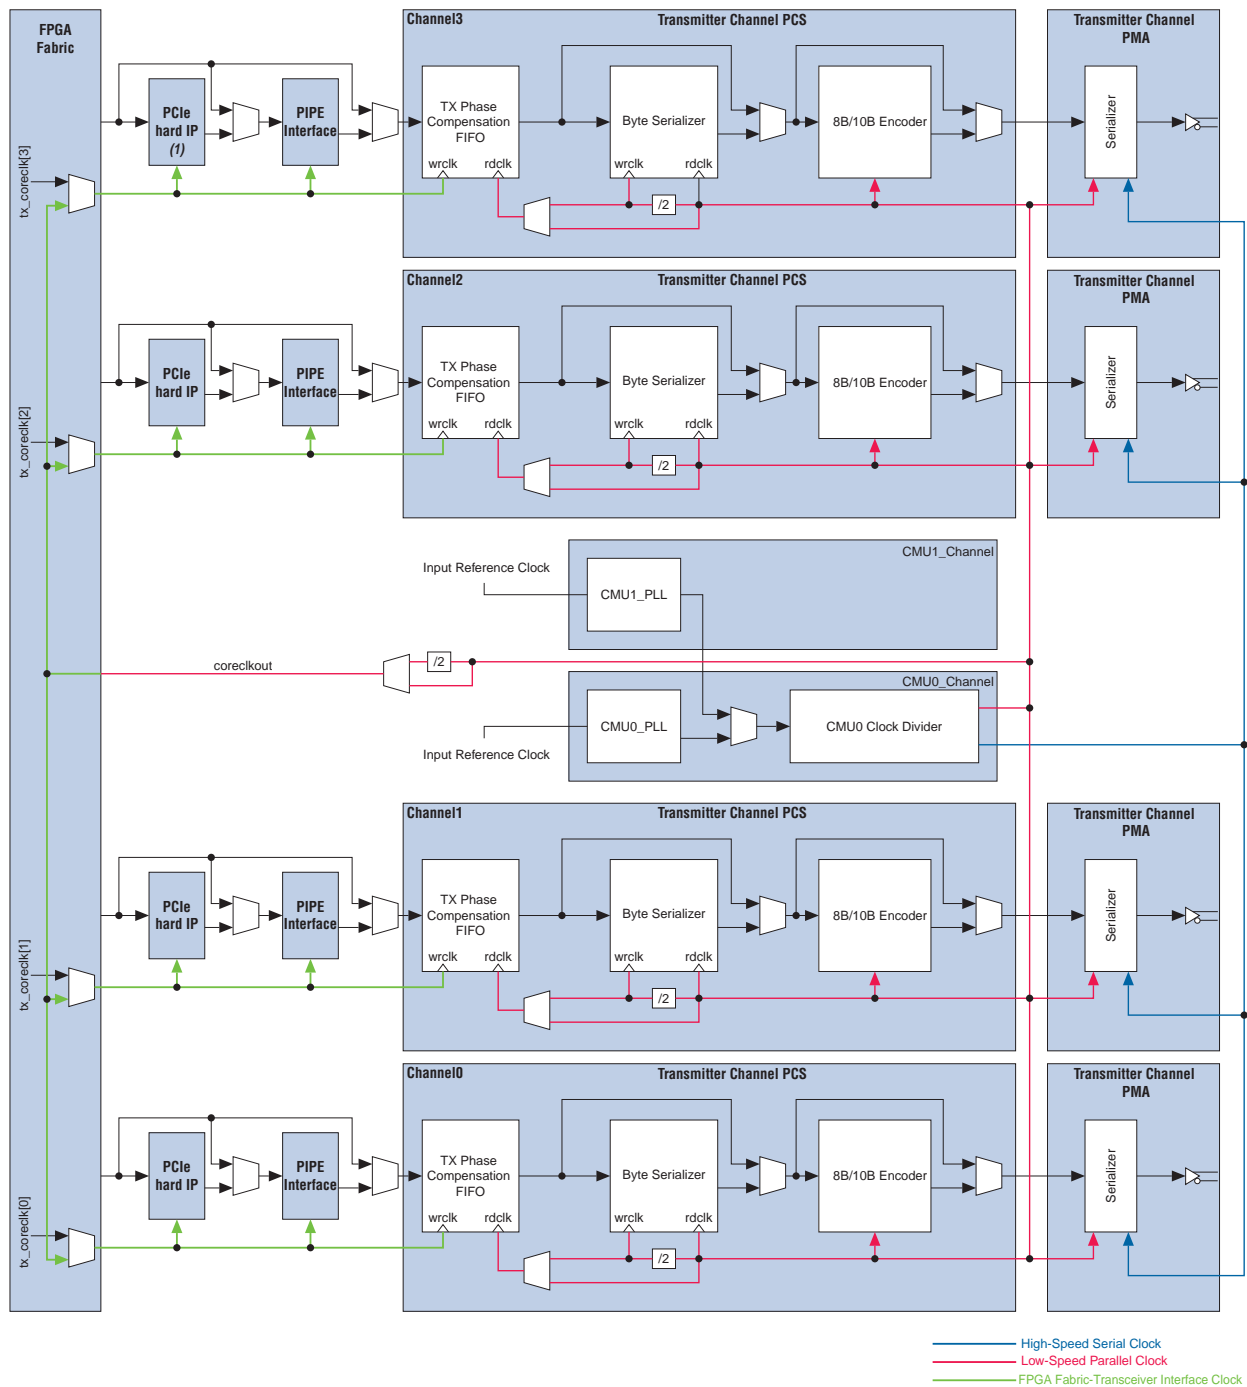 FPGA
Fabric
Channel3
Transmitter Channel PCS
Transmitter Channel
PMA
PCIe
hard IP
(1)
PIPE
Interface
TX Phase
Compensation
FIFO
wrclk
rdclk
Byte Serializer
wrclk
rdclk
8B/10B Encoder
Serializer
/2
tx_coreclk[3]
Channel2
Transmitter Channel PCS
Transmitter Channel
PMA
PCIe
hard IP
PIPE
Interface
TX Phase
Compensation
FIFO
wrclk
rdclk
Byte Serializer
wrclk
rdclk
8B/10B Encoder
Serializer
/2
tx_coreclk[2]
CMU1_Channel
Input Reference Clock
CMU1_PLL
/2
coreclkout
CMU0_Channel
CMU0_PLL
CMU0 Clock Divider
Input Reference Clock
Channel1
Transmitter Channel PCS
Transmitter Channel
PMA
PCIe
hard IP
PIPE
Interface
TX Phase
Compensation
FIFO
wrclk
rdclk
Byte Serializer
wrclk
rdclk
8B/10B Encoder
Serializer
/2
tx_coreclk[1]
Channel0
Transmitter Channel PCS
Transmitter Channel
PMA
PCIe
hard IP
PIPE
Interface
TX Phase
Compensation
FIFO
wrclk
rdclk
Byte Serializer
wrclk
rdclk
8B/10B Encoder
Serializer
/2
tx_coreclk[0]
High-Speed Serial Clock
Low-Speed Parallel Clock
FPGA Fabric-Transceiver Interface Clock